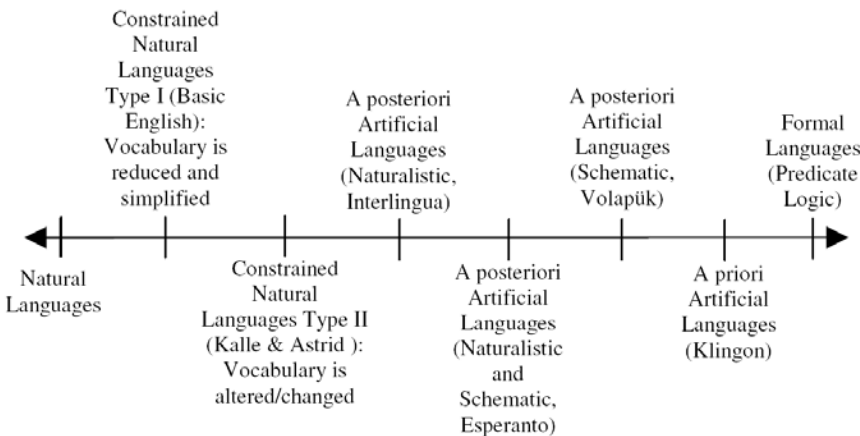 Constrained
Natural
Languages
Type I (Basic
English):
Vocabulary is
reduced and
simplified
A posteriori
Artificial
Languages
(Naturalistic,
Interlingua)
A posteriori
Artificial
Languages
(Schematic,
Volapük)
Formal
Languages
(Predicate
Logic)
Natural
Languages
Constrained
Natural
Languages Type II
(Kalle & Astrid ):
Vocabulary is
altered/changed
A posteriori
Artificial
Languages
(Naturalistic
and
Schematic,
Esperanto)
A priori
Artificial
Languages
(Klingon)